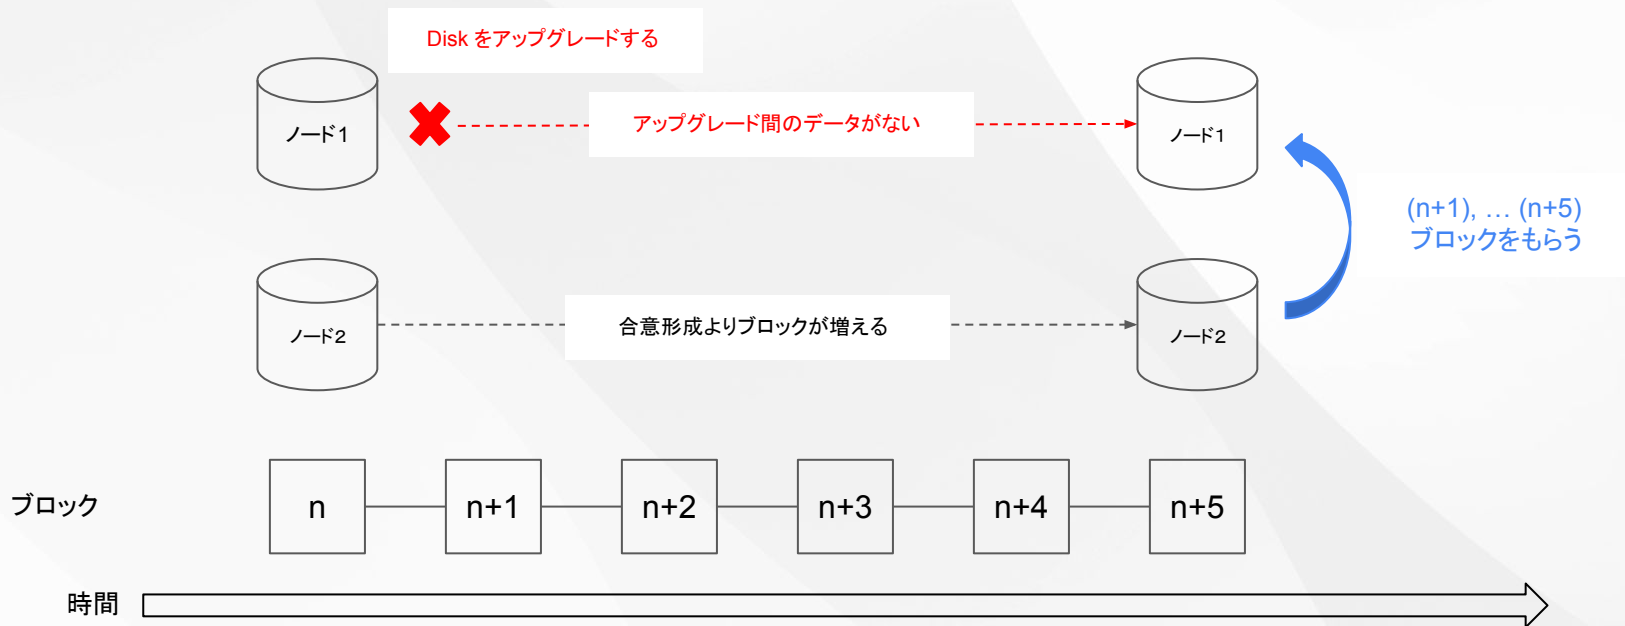 Disk をアップグレードする
ノード1
アップグレード間のデータがない
ノード1
(n+1), … (n+5)
ブロックをもらう
ノード2
合意形成よりブロックが増える
ノード2
ブロック
n
n+1
n+2
n+3
n+4
n+5
時間